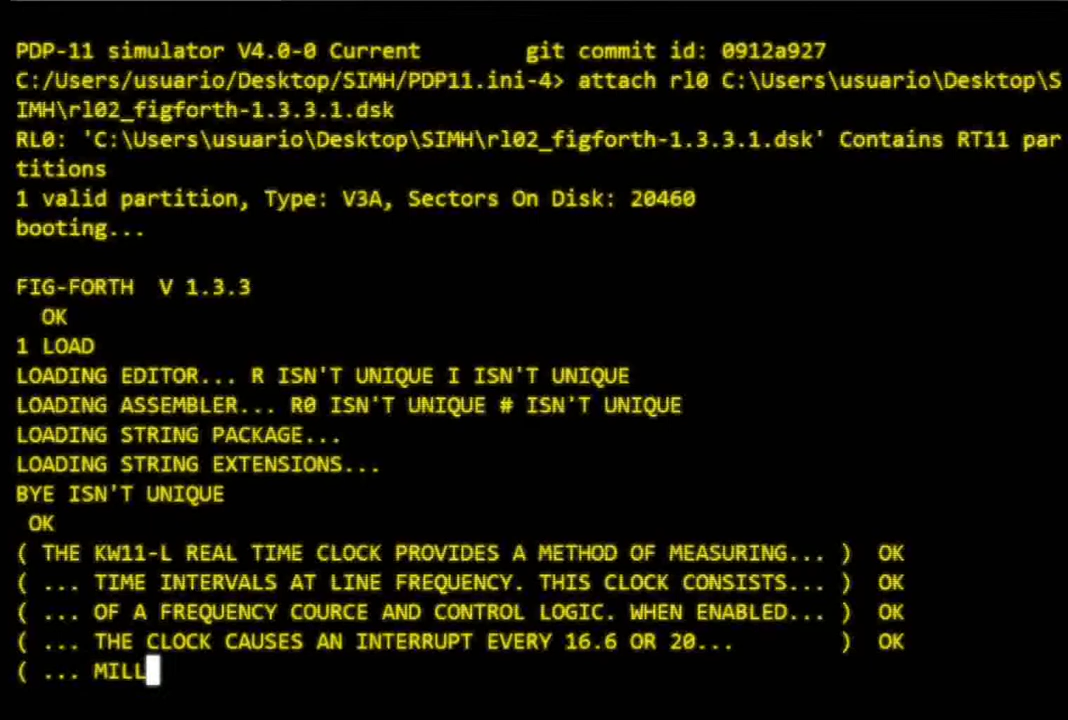 PDP-11 simulator V4.0-0 Current        git commit id: 0912a927
C:/Users/usuario/Desktop/SIMH/PDP11.ini-4> attach rl0 C:\Users\usuario\Desktop\S
IMH\rl02_figforth-1.3.3.1.dsk
RL0: 'C:\Users\usuario\Desktop\SIMH\rl02_figforth-1.3.3.1.dsk' Contains RT11 par
titions
1 valid partition, Type: V3A, Sectors On Disk: 20460
booting...
FIG-FORTH  V 1.3.3
  OK
1 LOAD
LOADING EDITOR... R ISN'T UNIQUE I ISN'T UNIQUE
LOADING ASSEMBLER... R0 ISN'T UNIQUE # ISN'T UNIQUE
LOADING STRING PACKAGE...
LOADING STRING EXTENSIONS...
BYE ISN'T UNIQUE
 OK
( THE KW11-L REAL TIME CLOCK PROVIDES A METHOD OF MEASURING... )  OK
( ... TIME INTERVALS AT LINE FREQUENCY. THIS CLOCK CONSISTS... )  OK
( ... OF A FREQUENCY COURCE AND CONTROL LOGIC. WHEN ENABLED... )  OK
( ... THE CLOCK CAUSES AN INTERRUPT EVERY 16.6 OR 20...        )  OK
( ... MILL